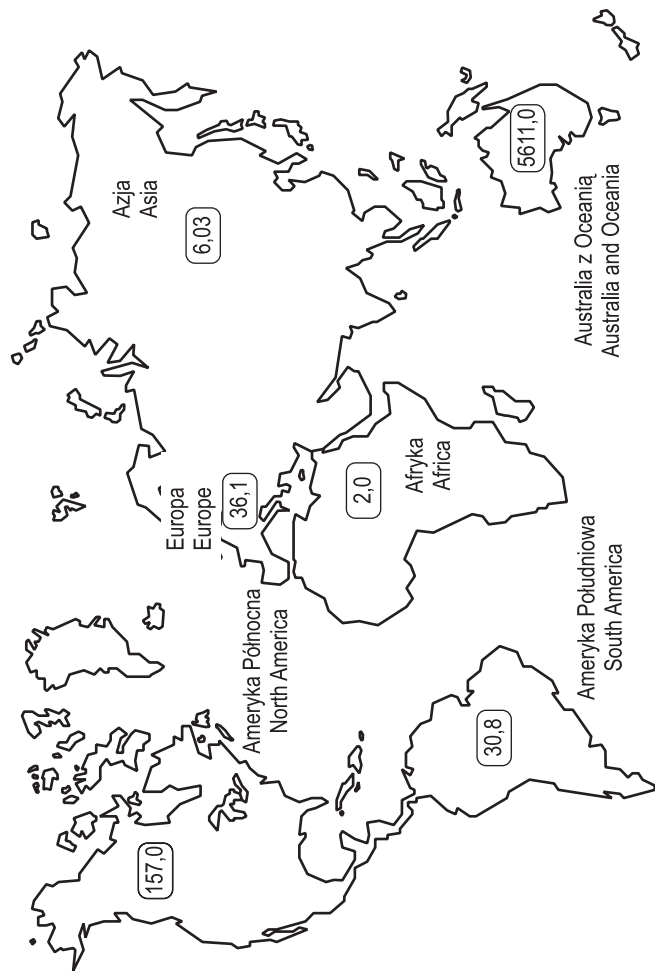 Ameryka Północna
North America
157,0
Europa
Europe
36,1
Azja
Asia
6,03
Afryka
Africa
2,0
Ameryka Południowa
South America
30,8
Australia z Oceanią
Australia and Oceania
5611,0